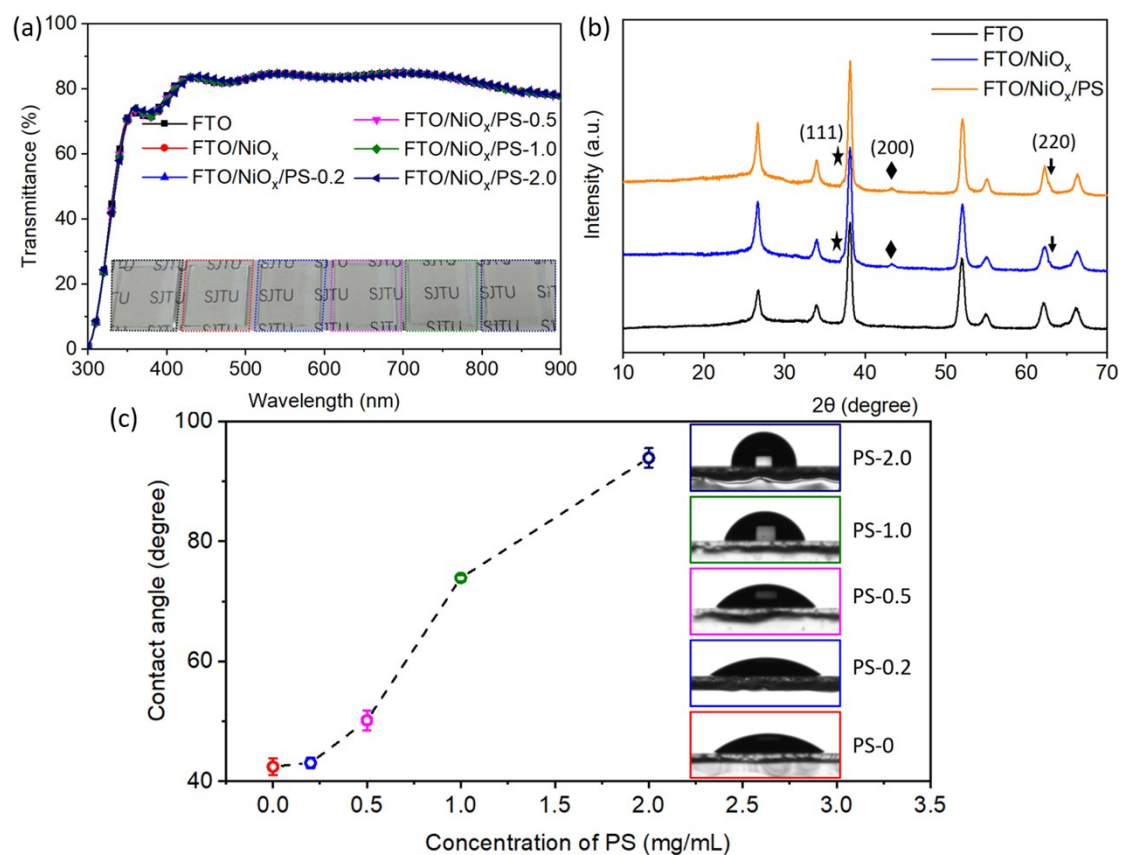 (a)
100
80
60
40
20
0
Transmittance (%)
FTO
FTO/NiOx
FTO/NiOx/PS-0.2
FTO/NiOx/PS-0.5
FTO/NiOx/PS-1.0
FTO/NiOx/PS-2.0
SJTU
SJTU
SJTU
SJTU
SJTU
300 400 500 600 700 800 900
Wavelength (nm)
(b)
FTO
FTO/NiOx
FTO/NiOx/PS
(111)
(200)
(220)
Intensity (a.u.)
10 20 30 40 50 60 70
2θ (degree)
(c)
100
80
60
40
Contact angle (degree)
PS-2.0
PS-1.0
PS-0.5
PS-0.2
PS-0
0.0 0.5 1.0 1.5 2.0 2.5 3.0 3.5
Concentration of PS (mg/mL)